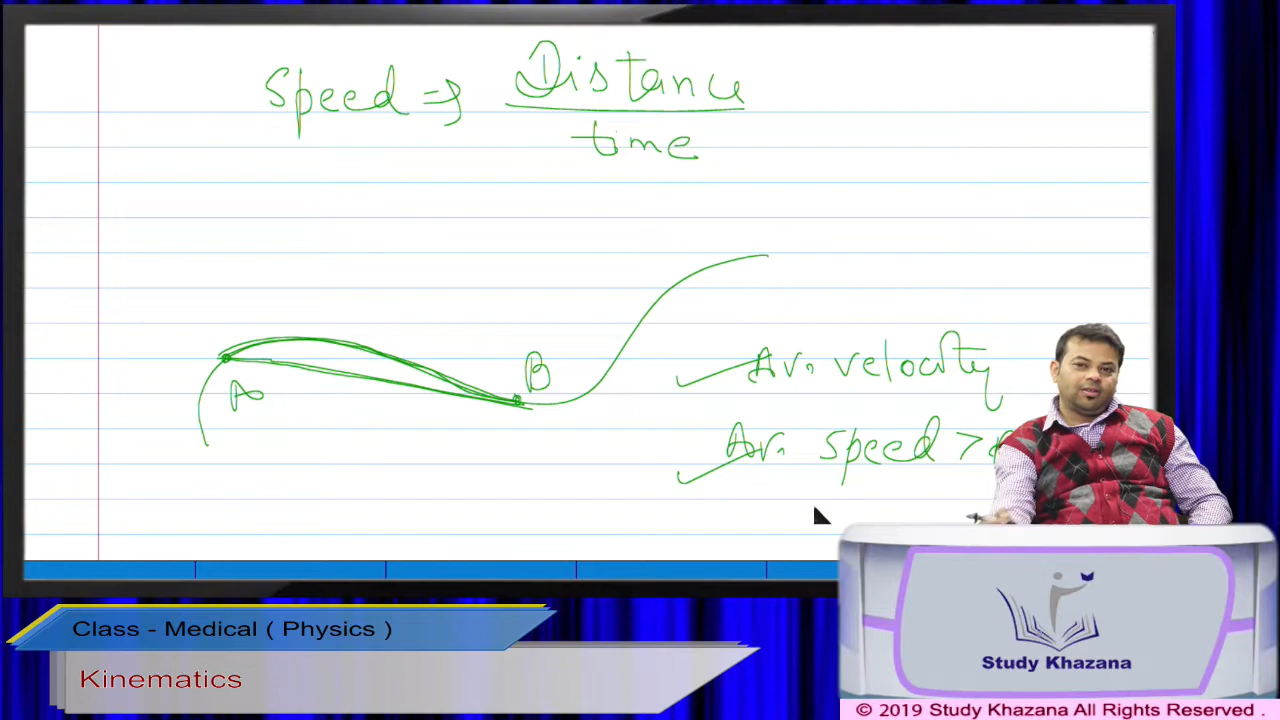 Speed ⇒ Distance
time
A
B
Av. velocity
Av. speed >
Study Khazana
Class - Medical ( Physics )
Kinematics
© 2019 Study Khazana All Rights Reserved .